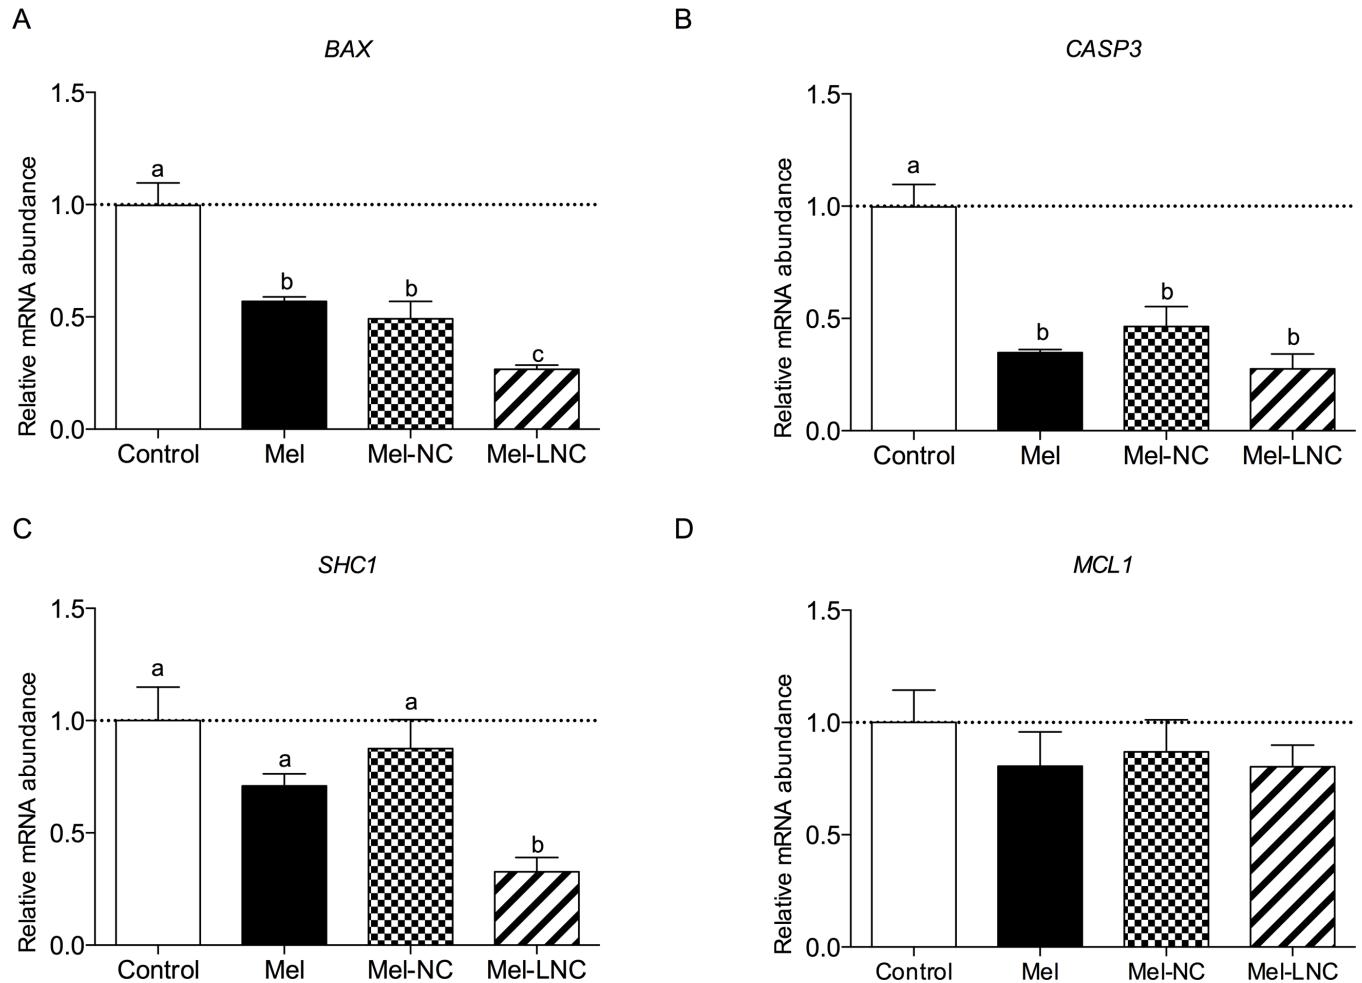 A
BAX
Relative mRNA abundance
1.5
1.0
0.5
0.0
a
b
b
c
Control Mel Mel-NC Mel-LNC
B
CASP3
Relative mRNA abundance
1.5
1.0
0.5
0.0
a
b
b
b
Control Mel Mel-NC Mel-LNC
C
SHC1
Relative mRNA abundance
1.5
1.0
0.5
0.0
a
a
a
b
Control Mel Mel-NC Mel-LNC
D
MCL1
Relative mRNA abundance
1.5
1.0
0.5
0.0
Control Mel Mel-NC Mel-LNC